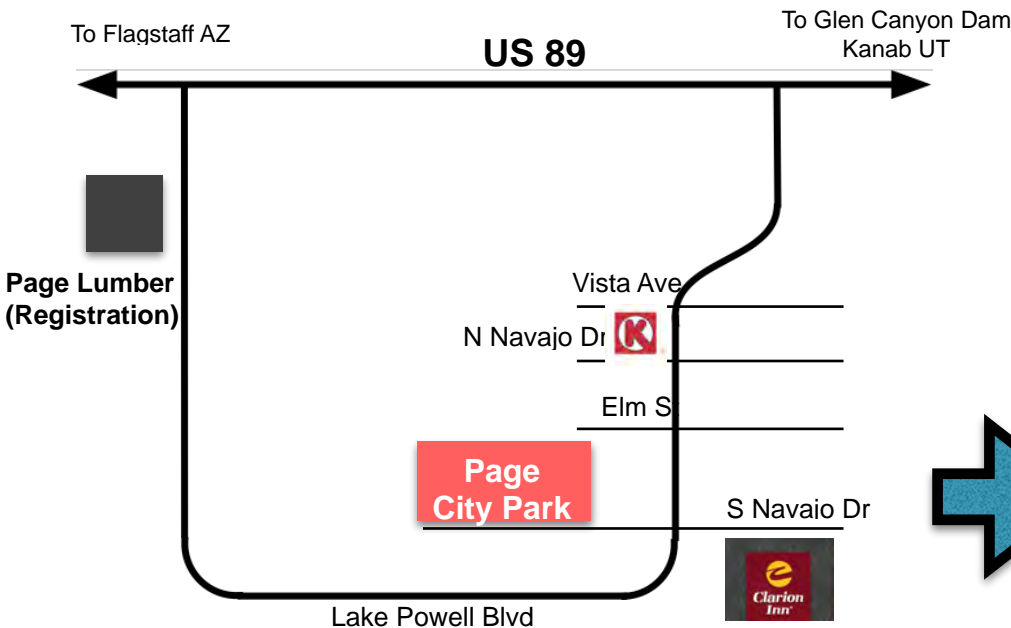 To Flagstaff AZ
To Glen Canyon Dam
Kanab UT
US 89
Page Lumber
(Registration)
Vista Ave
N Navajo Dr
K
Elm S
Page
City Park
S Navajo Dr
Clarion
Inn
Lake Powell Blvd